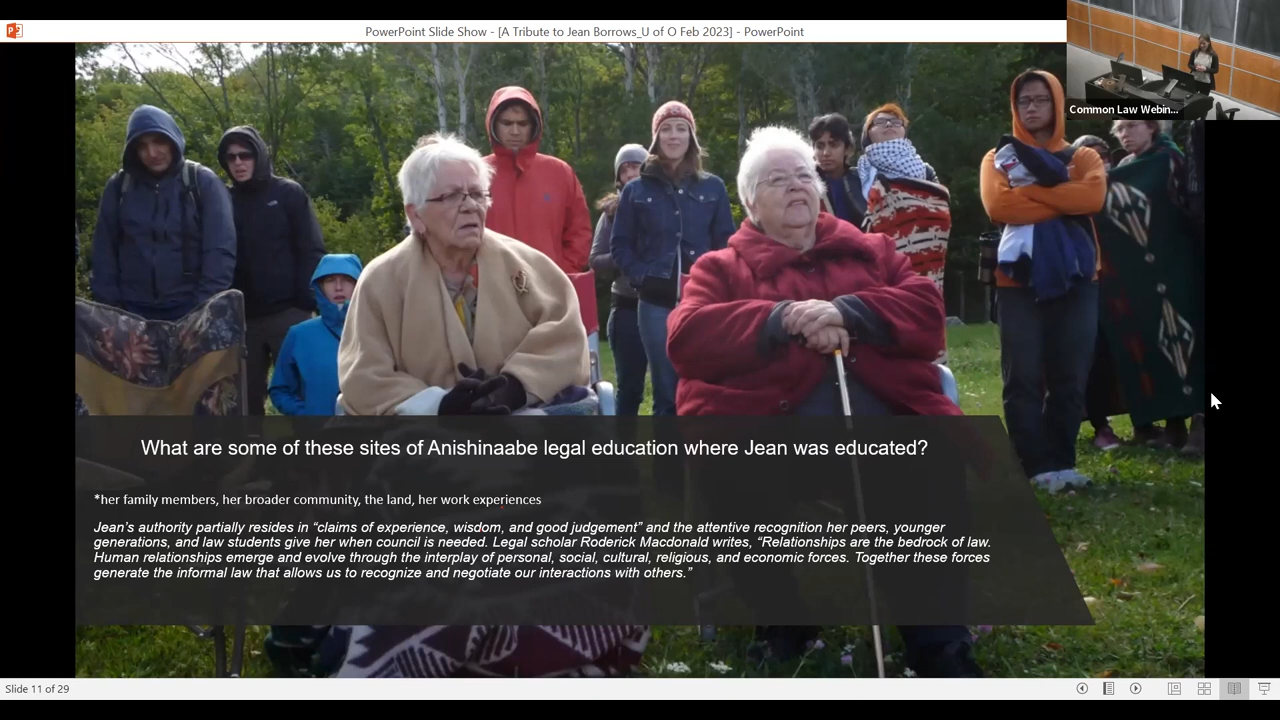 PowerPoint Slide Show - [A Tribute to Jean Borrows_U of O Feb 2023] - PowerPoint
Common Law Webin...
What are some of these sites of Anishinaabe legal education where Jean was educated?
*her family members, her broader community, the land, her work experiences
Jean's authority partially resides in “claims of experience, wisdom, and good judgement” and the attentive recognition her peers, younger
generations, and law students give her when council is needed. Legal scholar Roderick Macdonald writes, “Relationships are the bedrock of law.
Human relationships emerge and evolve through the interplay of personal, social, cultural, religious, and economic forces. Together these forces
generate the informal law that allows us to recognize and negotiate our interactions with others.”
Slide 11 of 29